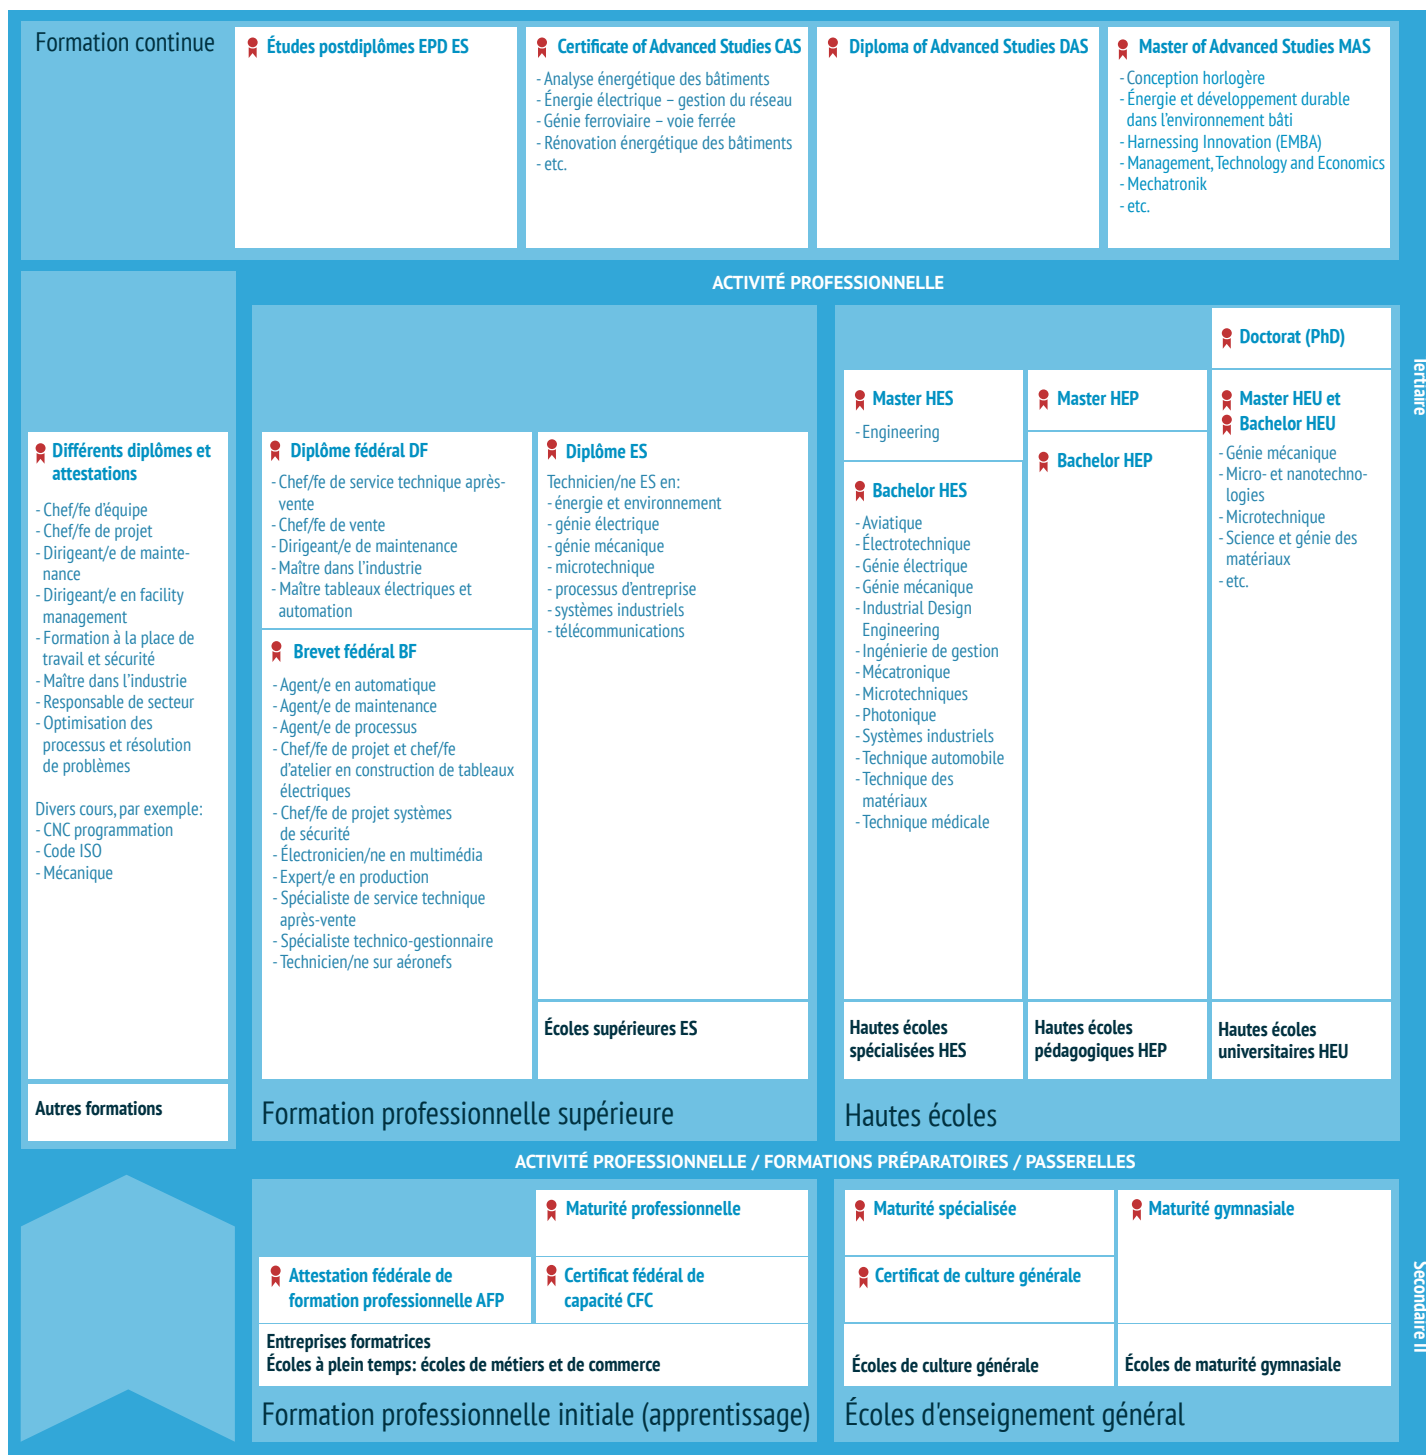 Formation continue
Études postdiplômes EPD ES
Certificate of Advanced Studies CAS
- Analyse énergétique des bâtiments
- Énergie électrique – gestion du réseau
- Génie ferroviaire – voie ferrée
- Rénovation énergétique des bâtiments
- etc.
Diploma of Advanced Studies DAS
Master of Advanced Studies MAS
- Conception horlogère
- Énergie et développement durable
dans l'environnement bâti
- Harnessing Innovation (EMBA)
- Management, Technology and Economics
- Mechatronik
- etc.
ACTIVITÉ PROFESSIONNELLE
Tertiaire
Différents diplômes et
attestations
- Chef/fe d'équipe
- Chef/fe de projet
- Dirigeant/e de mainte-
nance
- Dirigeant/e en facility
management
- Formation à la place de
travail et sécurité
- Maître dans l'industrie
- Responsable de secteur
- Optimisation des
processus et résolution
de problèmes
Divers cours, par exemple:
- CNC programmation
- Code ISO
- Mécanique
Autres formations
Diplôme fédéral DF
- Chef/fe de service technique après-
vente
- Chef/fe de vente
- Dirigeant/e de maintenance
- Maître dans l'industrie
- Maître tableaux électriques et
automation
Brevet fédéral BF
- Agent/e en automatique
- Agent/e de maintenance
- Agent/e de processus
- Chef/fe de projet et chef/fe
d'atelier en construction de tableaux
électriques
- Chef/fe de projet systèmes
de sécurité
- Électronicien/ne en multimédia
- Expert/e en production
- Spécialiste de service technique
après-vente
- Spécialiste technico-gestionnaire
- Technicien/ne sur aéronefs
Diplôme ES
Technicien/ne ES en:
- énergie et environnement
- génie électrique
- génie mécanique
- microtechnique
- processus d'entreprise
- systèmes industriels
- télécommunications
Écoles supérieures ES
Formation professionnelle supérieure
Master HES
- Engineering
Bachelor HES
- Aviatique
- Électrotechnique
- Génie électrique
- Génie mécanique
- Industrial Design
Engineering
- Ingénierie de gestion
- Mécatronique
- Microtechniques
- Photonique
- Systèmes industriels
- Technique automobile
- Technique des
matériaux
- Technique médicale
Hautes écoles
spécialisées HES
Master HEP
Bachelor HEP
Hautes écoles
pédagogiques HEP
Doctorat (PhD)
Master HEU et
Bachelor HEU
- Génie mécanique
- Micro- et nanotechno-
logies
- Microtechnique
- Science et génie des
matériaux
- etc.
Hautes écoles
universitaires HEU
Hautes écoles
ACTIVITÉ PROFESSIONNELLE / FORMATIONS PRÉPARATOIRES / PASSERELLES
Secondaire II
Maturité professionnelle
Attestation fédérale de
formation professionnelle AFP
Certificat fédéral de
capacité CFC
Entreprises formatrices
Écoles à plein temps: écoles de métiers et de commerce
Formation professionnelle initiale (apprentissage)
Maturité spécialisée
Certificat de culture générale
Écoles de culture générale
Maturité gymnasiale
Écoles de maturité gymnasiale
Écoles d'enseignement général